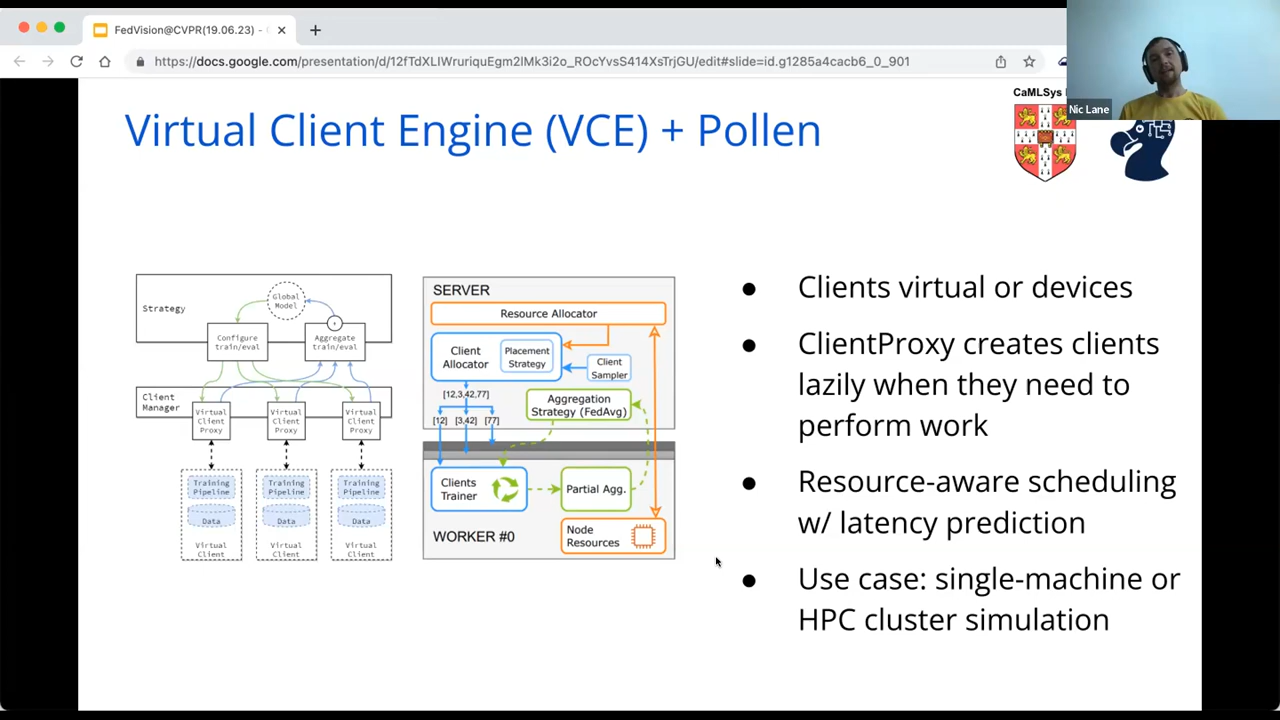 FedVision@CVPR(19.06.23) -
https://docs.google.com/presentation/d/12fTdXLIWruriquEgm2IMk3i2o_ROcYvsS414XsTrjGU/edit#slide=id.g1285a4cacb6_0_901
Nic Lane
CaMLSys
Virtual Client Engine (VCE) + Pollen
Strategy
Global
Model
Configure
train/eval
Aggregate
train/eval
Client
Manager
Virtual
Client
Proxy
Virtual
Client
Proxy
Virtual
Client
Proxy
Training
Pipeline
Data
Virtual
Client
Training
Pipeline
Data
Virtual
Client
Training
Pipeline
Data
Virtual
Client
SERVER
Resource Allocator
Client
Allocator
Placement
Strategy
Client
Sampler
[12,3,42,77]
[12] [3,42] [77]
Aggregation
Strategy (FedAvg)
Clients
Trainer
Partial Agg.
WORKER #0
Node
Resources
● Clients virtual or devices
● ClientProxy creates clients
lazily when they need to
perform work
● Resource-aware scheduling
w/ latency prediction
● Use case: single-machine or
HPC cluster simulation